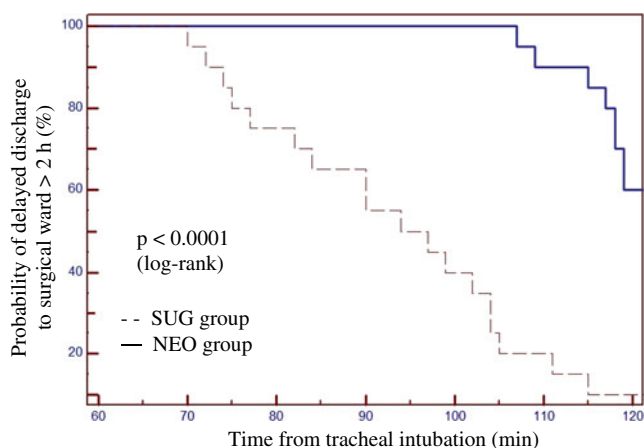 Probability of delayed discharge
to surgical ward > 2 h (%)
100
80
60
40
20
p < 0.0001
(log-rank)
SUG group
NEO group
60 70 80 90 100 110 120
Time from tracheal intubation (min)